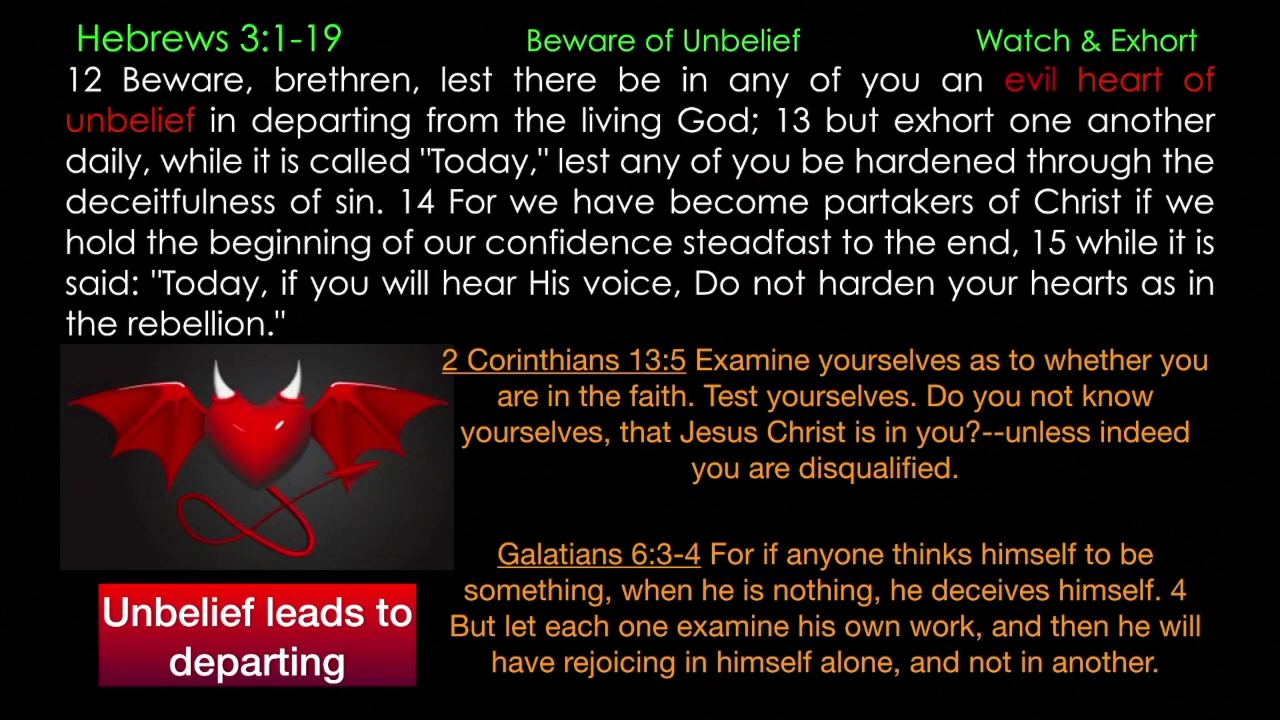 Hebrews 3:1-19 Beware of Unbelief Watch & Exhort
12 Beware, brethren, lest there be in any of you an evil heart of
unbelief in departing from the living God; 13 but exhort one another
daily, while it is called "Today," lest any of you be hardened through the
deceitfulness of sin. 14 For we have become partakers of Christ if we
hold the beginning of our confidence steadfast to the end, 15 while it is
said: "Today, if you will hear His voice, Do not harden your hearts as in
the rebellion."
2 Corinthians 13:5 Examine yourselves as to whether you
are in the faith. Test yourselves. Do you not know
yourselves, that Jesus Christ is in you?--unless indeed
you are disqualified.
Galatians 6:3-4 For if anyone thinks himself to be
something, when he is nothing, he deceives himself. 4
But let each one examine his own work, and then he will
have rejoicing in himself alone, and not in another.
Unbelief leads to
departing